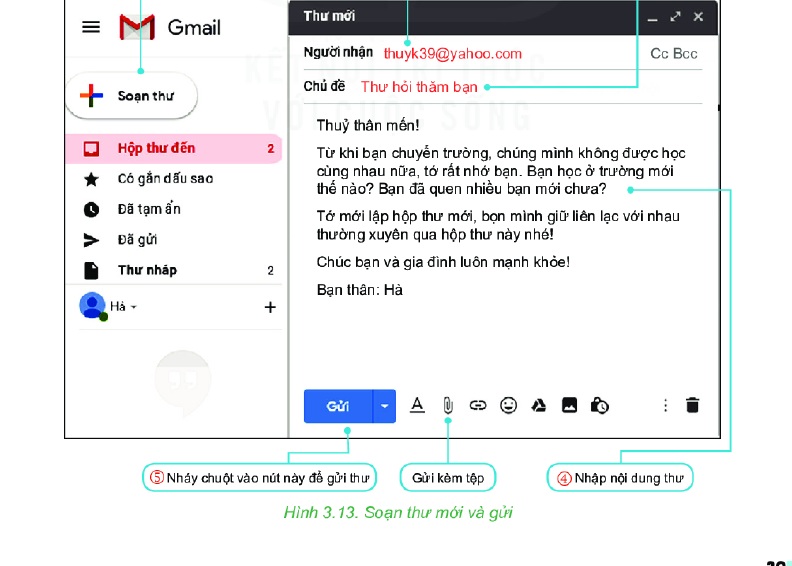 Gmail
Soạn thư
Hộp thư đến 2
Có gắn dấu sao
Đã tạm ẩn
Đã gửi
Thư nháp 2
Hà
Thư mới
Người nhận thuyk39@yahoo.com Cc Bcc
Chủ đề Thư hỏi thăm bạn
Thuỷ thân mến!
Từ khi bạn chuyển trường, chúng mình không được học
cùng nhau nữa, tớ rất nhớ bạn. Bạn học ở trường mới
thế nào? Bạn đã quen nhiều bạn mới chưa?
Tớ mới lập hộp thư mới, bọn mình giữ liên lạc với nhau
thường xuyên qua hộp thư này nhé!
Chúc bạn và gia đình luôn mạnh khỏe!
Bạn thân: Hà
Gửi
⑤ Nháy chuột vào nút này để gửi thư
Gửi kèm tệp
④ Nhập nội dung thư
Hình 3.13. Soạn thư mới và gửi